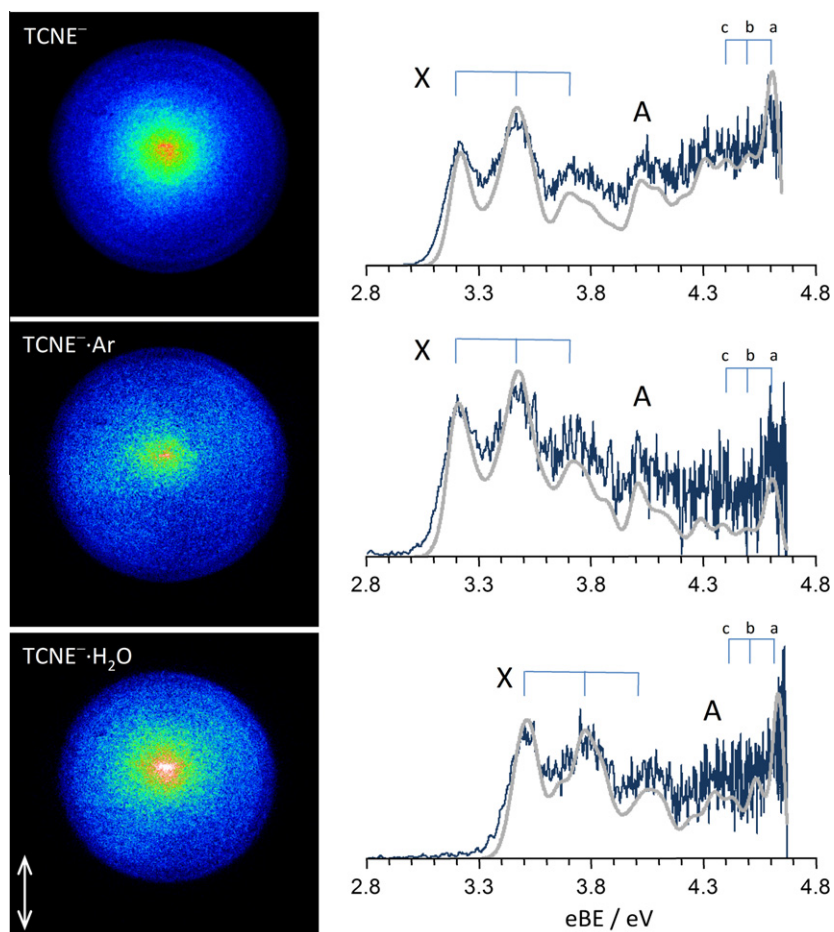 TCNE⁻
X
A
c b a
2.8 3.3 3.8 4.3 4.8
TCNE⁻·Ar
X
A
c b a
2.8 3.3 3.8 4.3 4.8
TCNE⁻·H₂O
X
A
c b a
2.8 3.3 3.8 4.3 4.8
eBE / eV